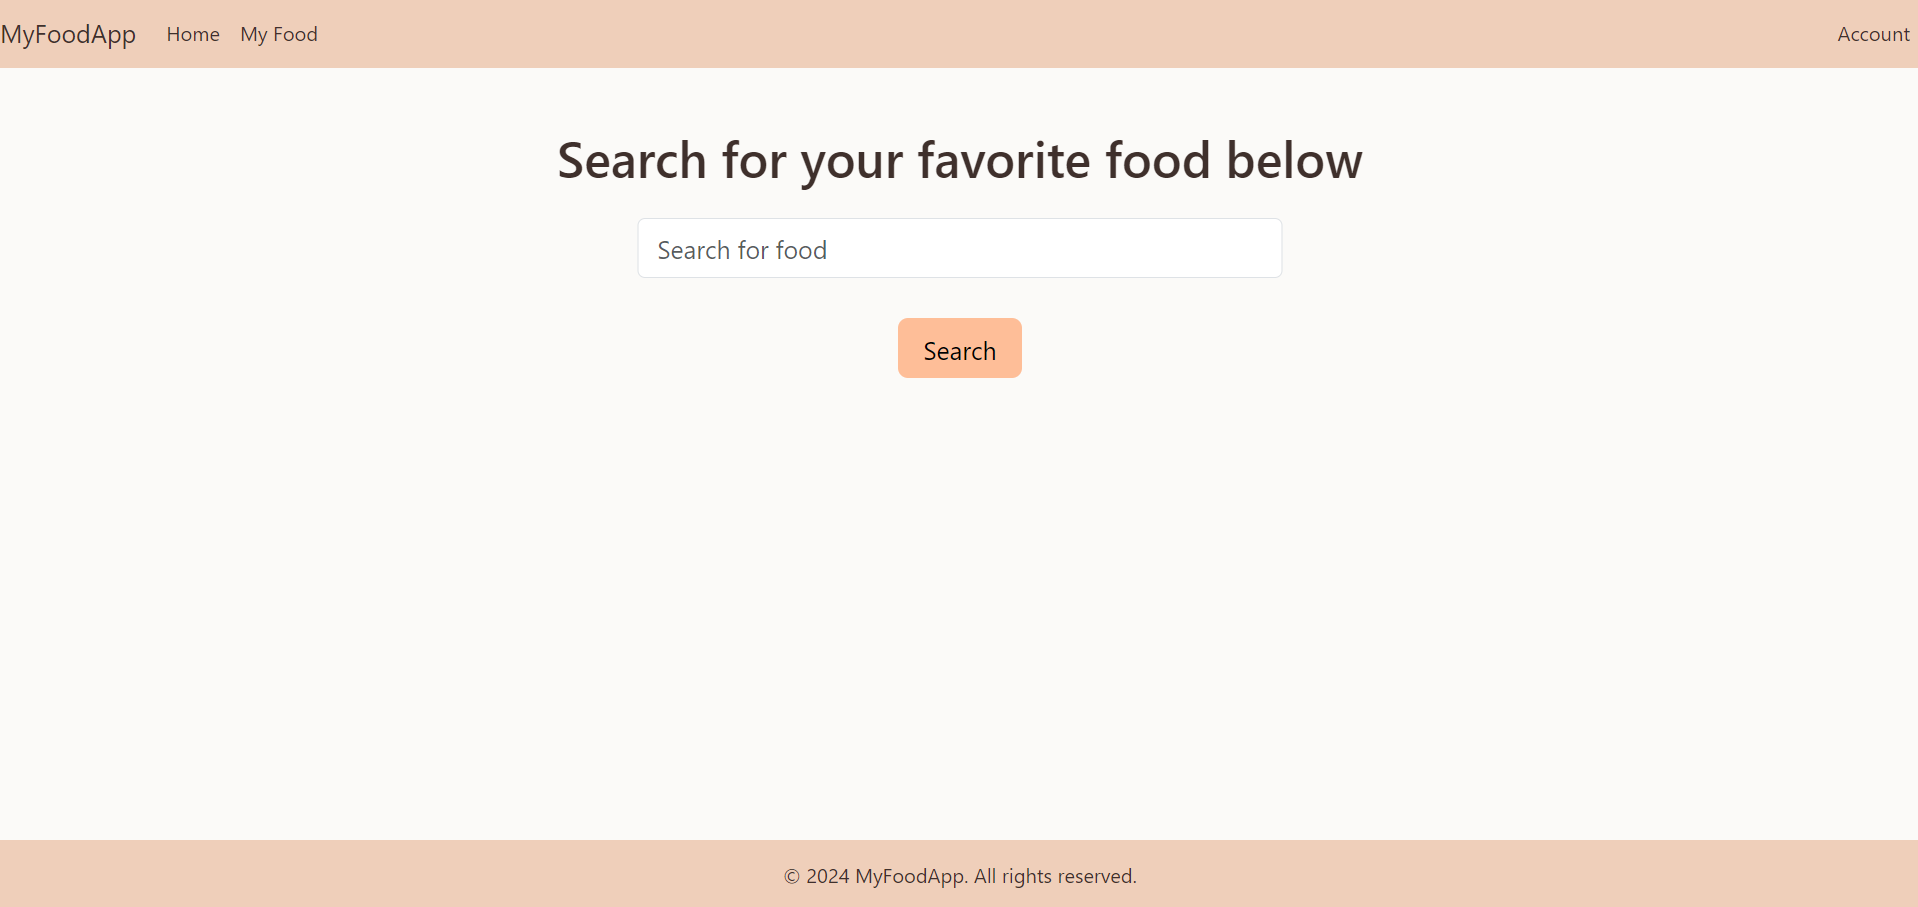 MyFoodApp Home My Food Account
Search for your favorite food below
Search for food
Search
© 2024 MyFoodApp. All rights reserved.